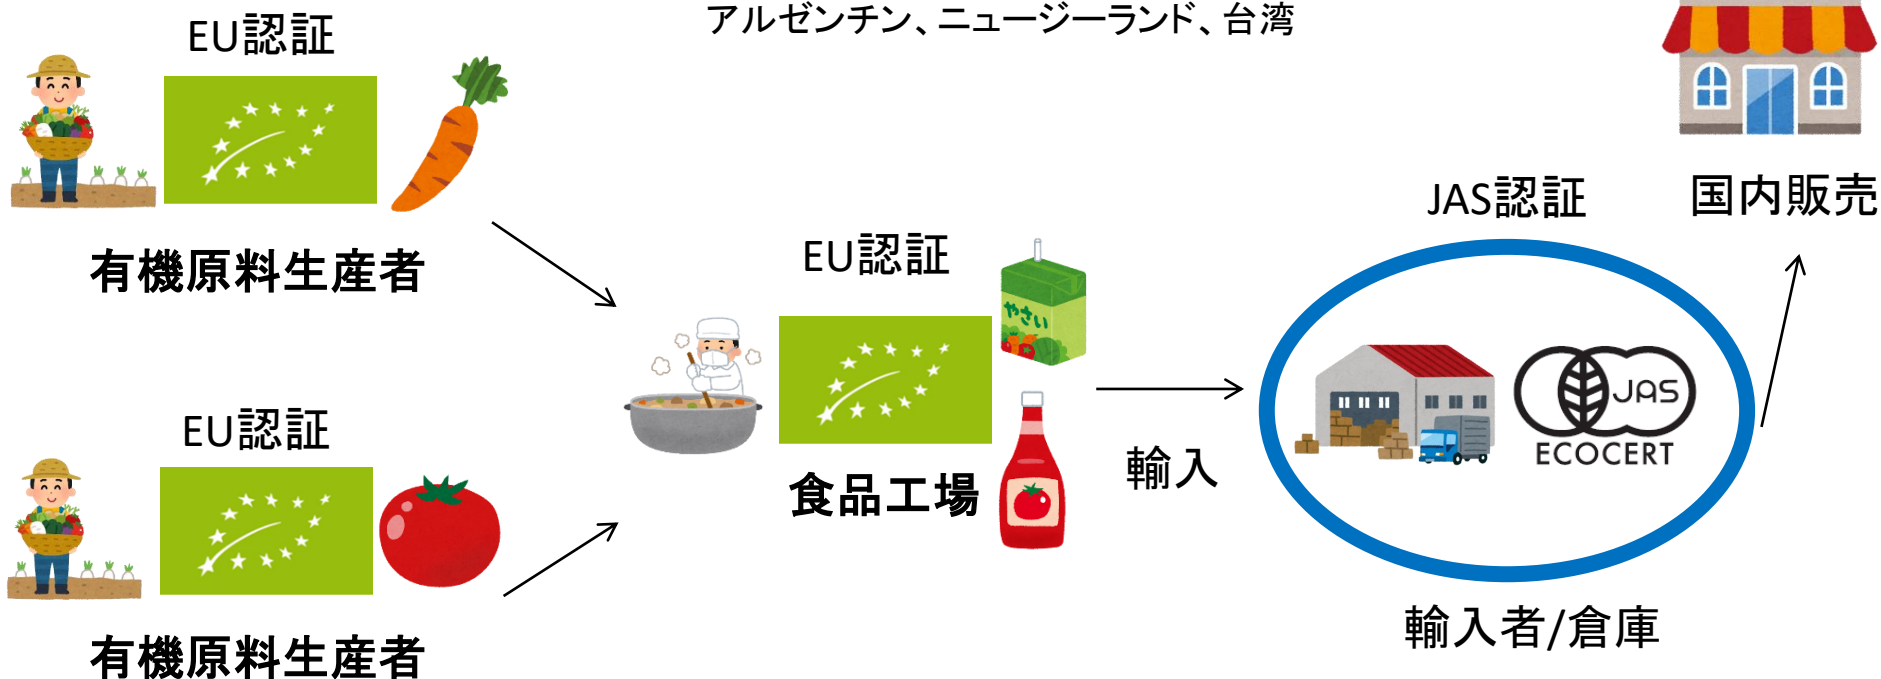 アルゼンチン、ニュージーランド、台湾
EU認証
有機原料生産者
EU認証
有機原料生産者
EU認証
やさい
食品工場
輸入
JAS認証
JAS
ECOCERT
輸入者/倉庫
国内販売